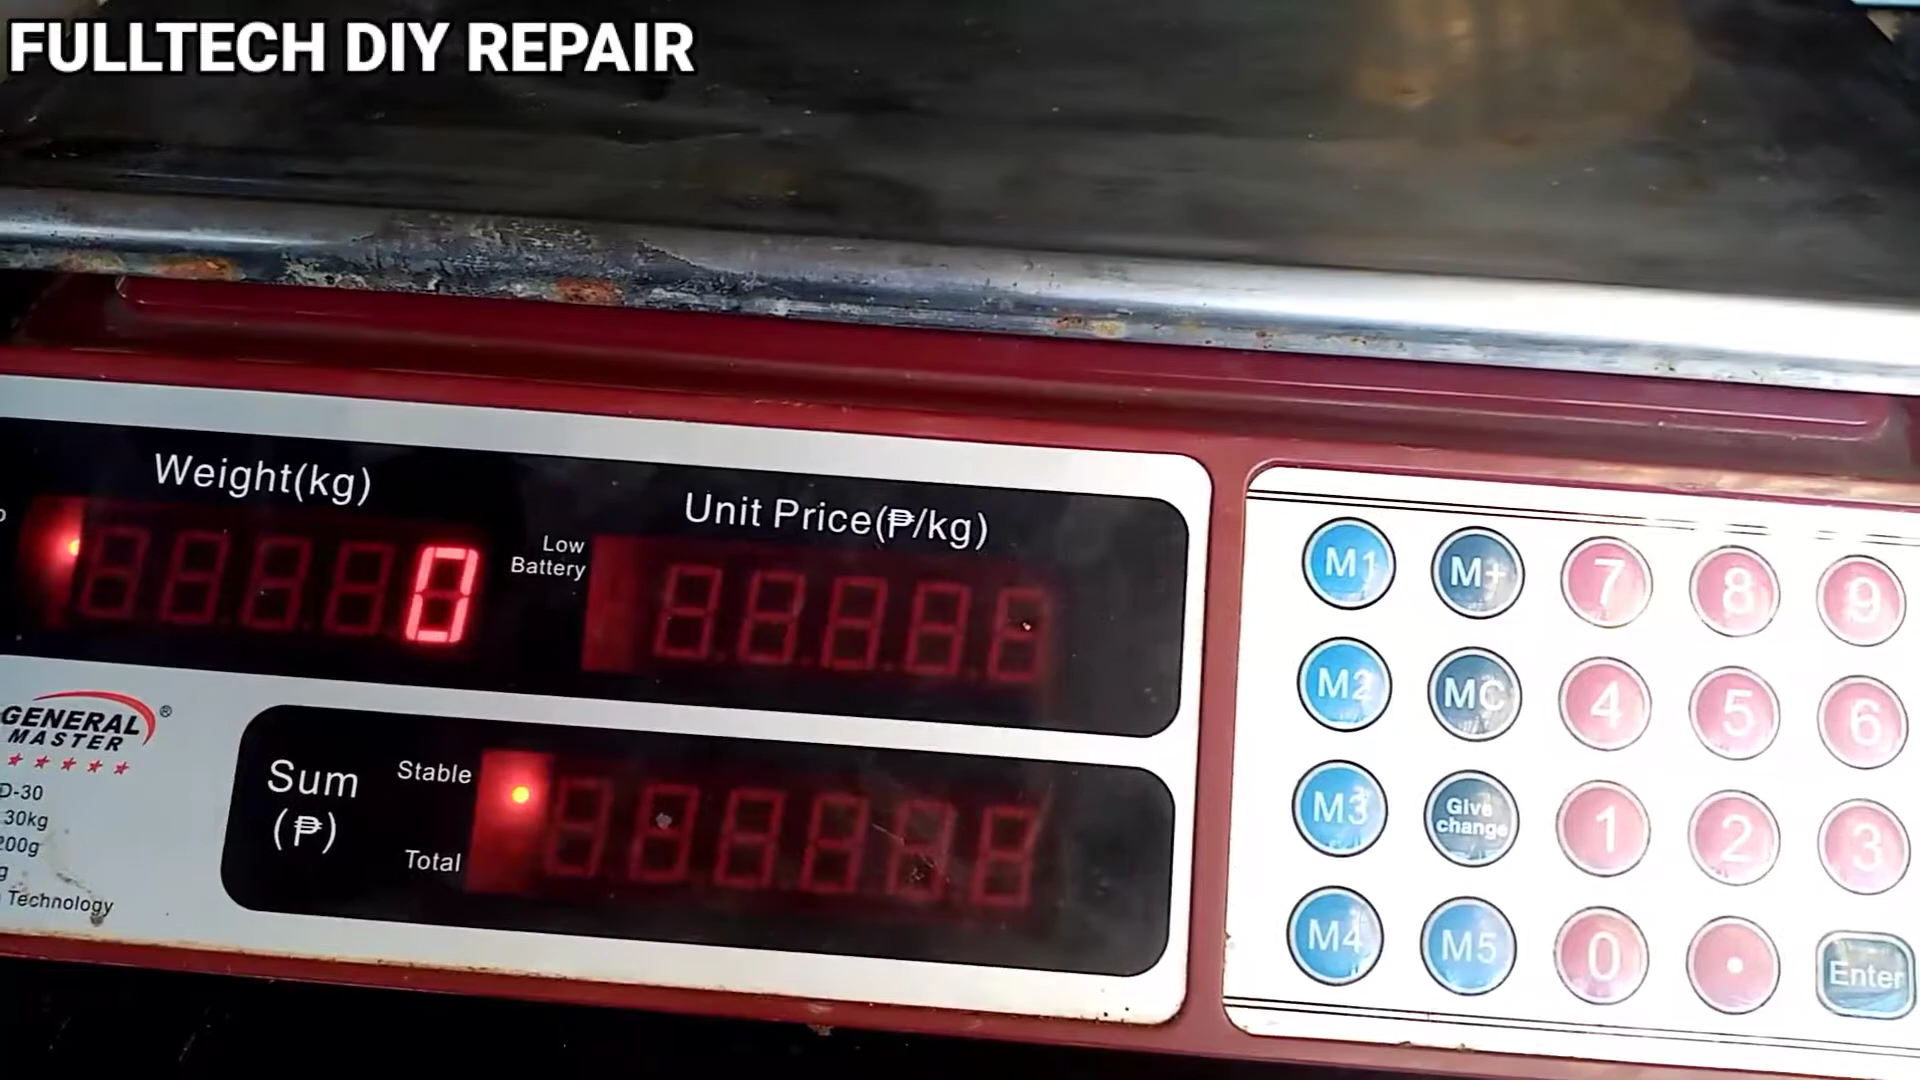 FULLTECH DIY REPAIR
Weight(kg)
Unit Price(₱/kg)
Low
Battery
0
GENERAL
MASTER
®
D-30
30kg
200g
g
Technology
Sum
(₱)
Stable
Total
M1 M+ 7 8 9
M2 MC 4 5 6
M3 Give change 1 2 3
M4 M5 0 . Enter